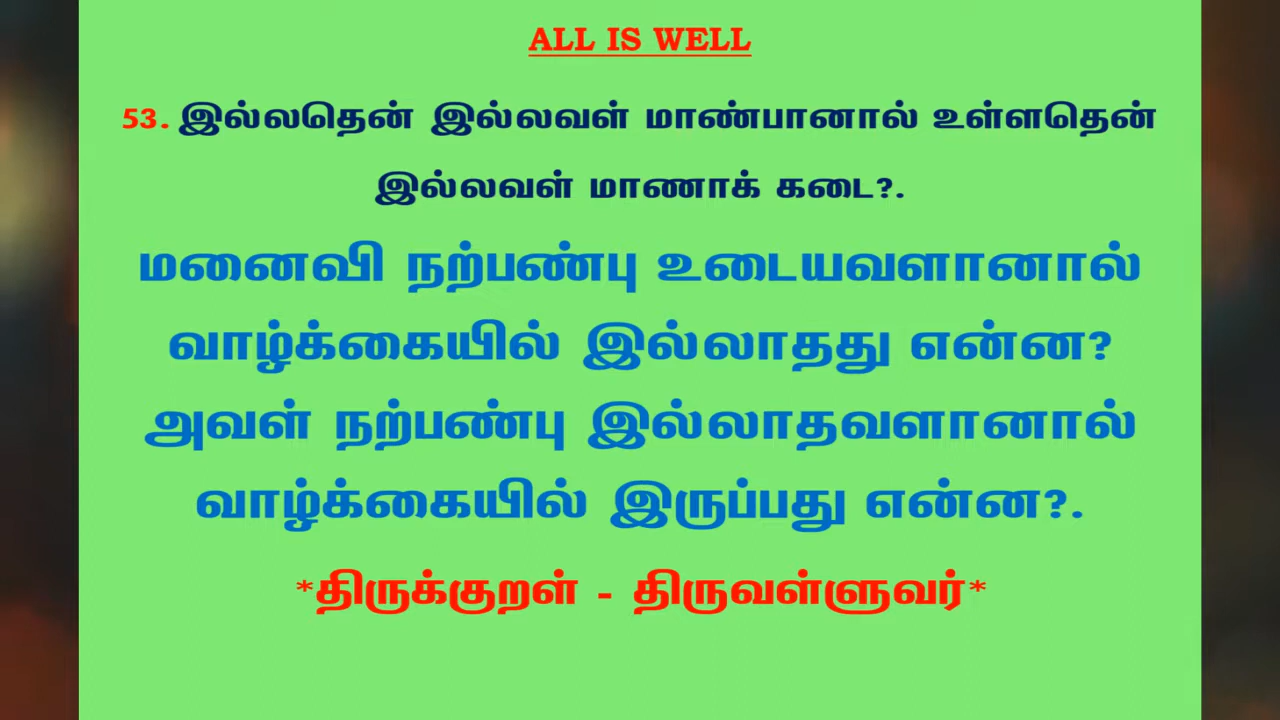 ALL IS WELL
53. இல்லதென் இல்லவள் மாண்பானால் உள்ளதென்
இல்லவள் மாணாக் கடை?.
மனைவி நற்பண்பு உடையவளானால்
வாழ்க்கையில் இல்லாதது என்ன?
அவள் நற்பண்பு இல்லாதவளானால்
வாழ்க்கையில் இருப்பது என்ன?.
*திருக்குறள் - திருவள்ளுவர்*